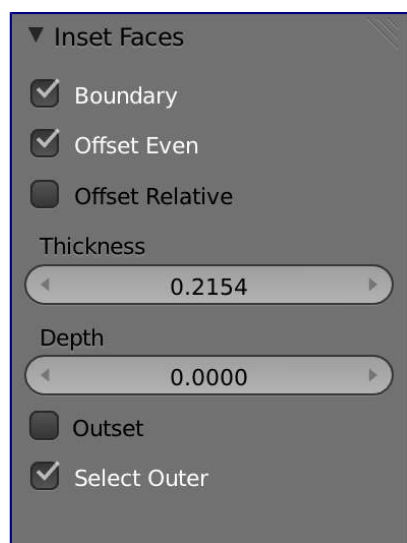 Inset Faces
Boundary
Offset Even
Offset Relative
Thickness
0.2154
Depth
0.0000
Outset
Select Outer